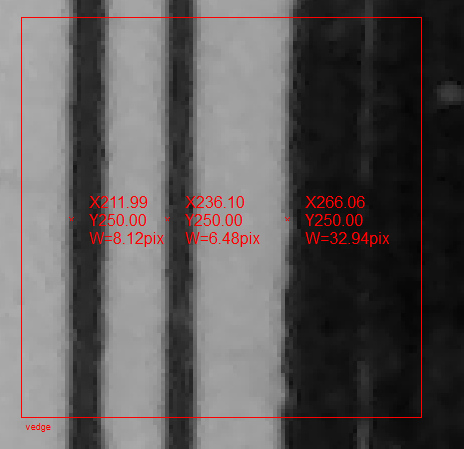 X211.99
Y250.00
W=8.12pix
X236.10
Y250.00
W=6.48pix
X266.06
Y250.00
W=32.94pix
vedge